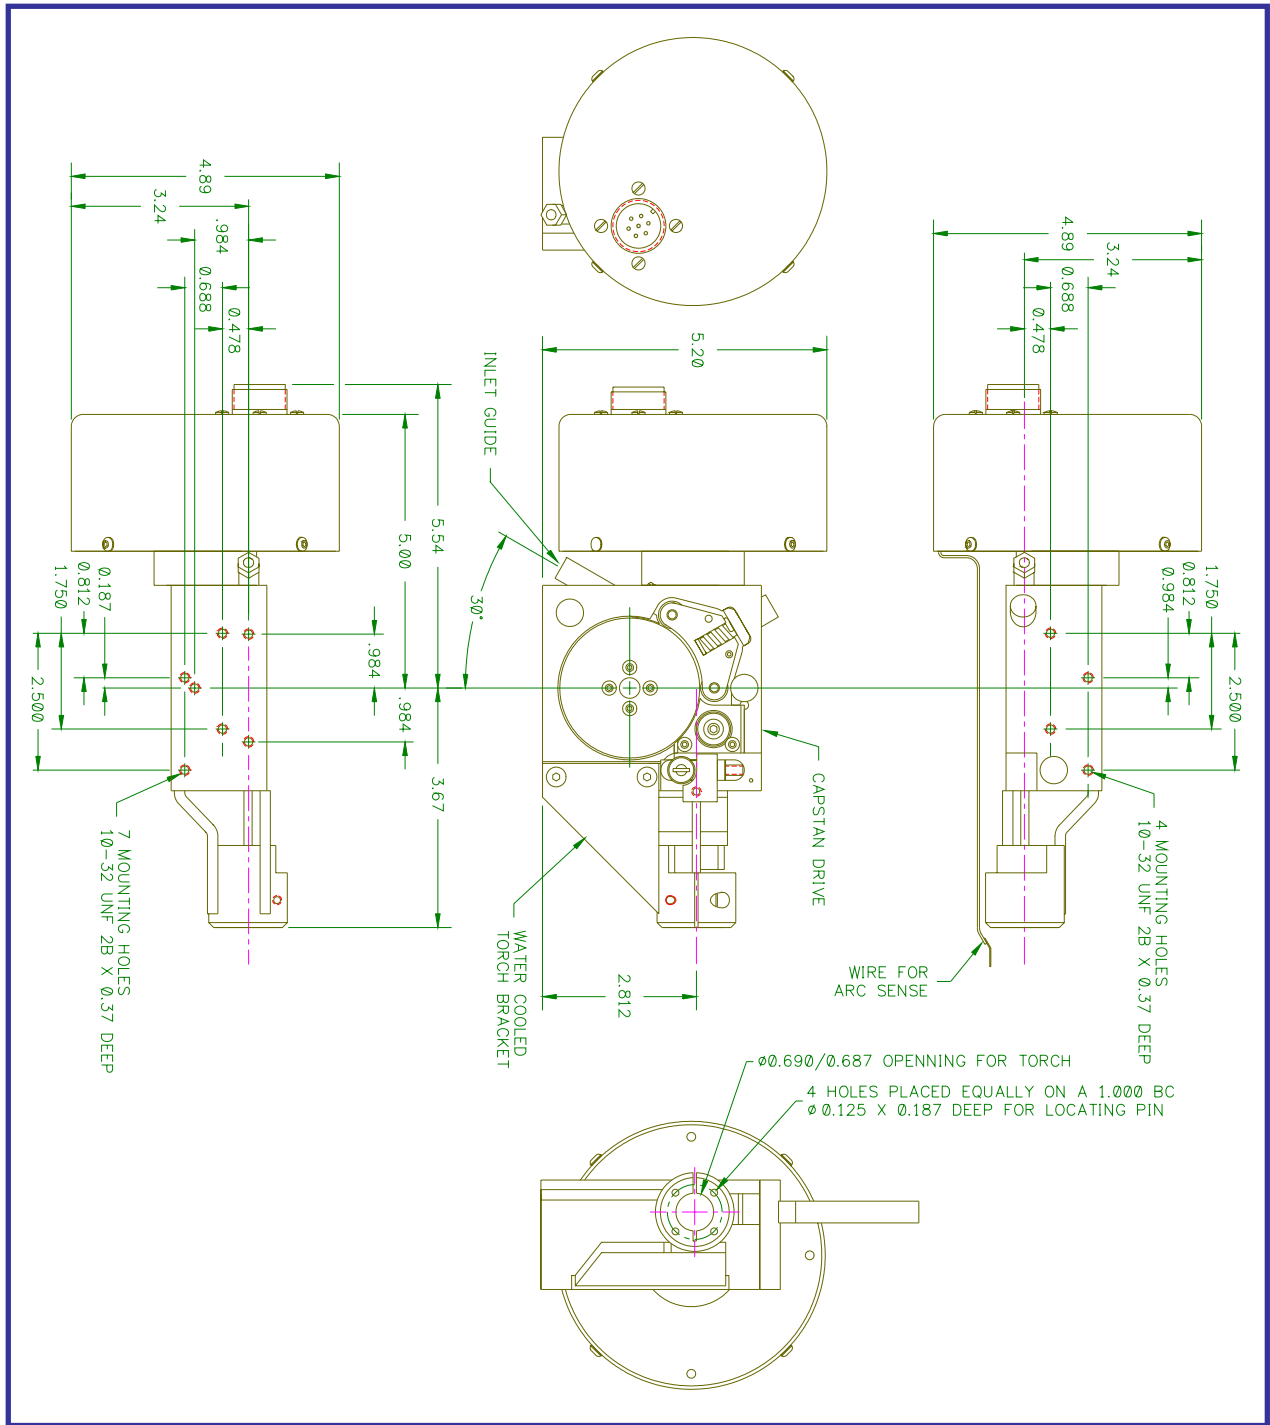 4.89
3.24
.984
0.688
0.478
4.89
3.24
0.688
0.478
5.20
INLET GUIDE
5.54
5.00
30°
1.750
0.812
0.187
2.500
.984
.984
3.67
1.750
0.812
0.984
2.500
CAPSTAN DRIVE
7 MOUNTING HOLES
10-32 UNF 2B X 0.37 DEEP
WATER COOLED
TORCH BRACKET
2.812
WIRE FOR
ARC SENSE
4 MOUNTING HOLES
10-32 UNF 2B X 0.37 DEEP
ø0.690/0.687 OPENNING FOR TORCH
4 HOLES PLACED EQUALLY ON A 1.000 BC
ø 0.125 X 0.187 DEEP FOR LOCATING PIN